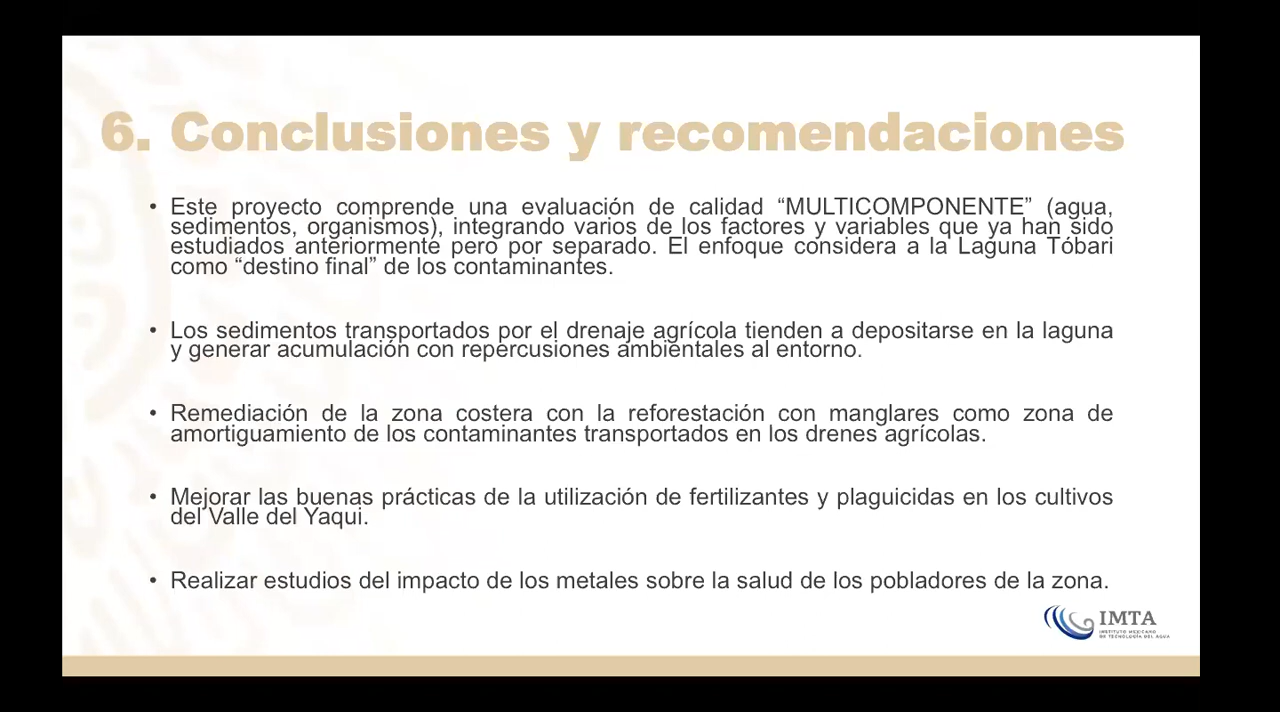 6. Conclusiones y recomendaciones
• Este proyecto comprende una evaluación de calidad “MULTICOMPONENTE” (agua,
sedimentos, organismos), integrando varios de los factores y variables que ya han sido
estudiados anteriormente pero por separado. El enfoque considera a la Laguna Tóbari
como “destino final” de los contaminantes.
• Los sedimentos transportados por el drenaje agrícola tienden a depositarse en la laguna
y generar acumulación con repercusiones ambientales al entorno.
• Remediación de la zona costera con la reforestación con manglares como zona de
amortiguamiento de los contaminantes transportados en los drenes agrícolas.
• Mejorar las buenas prácticas de la utilización de fertilizantes y plaguicidas en los cultivos
del Valle del Yaqui.
• Realizar estudios del impacto de los metales sobre la salud de los pobladores de la zona.
IMTA
INSTITUTO MEXICANO
DE TECNOLOGÍA DEL AGUA